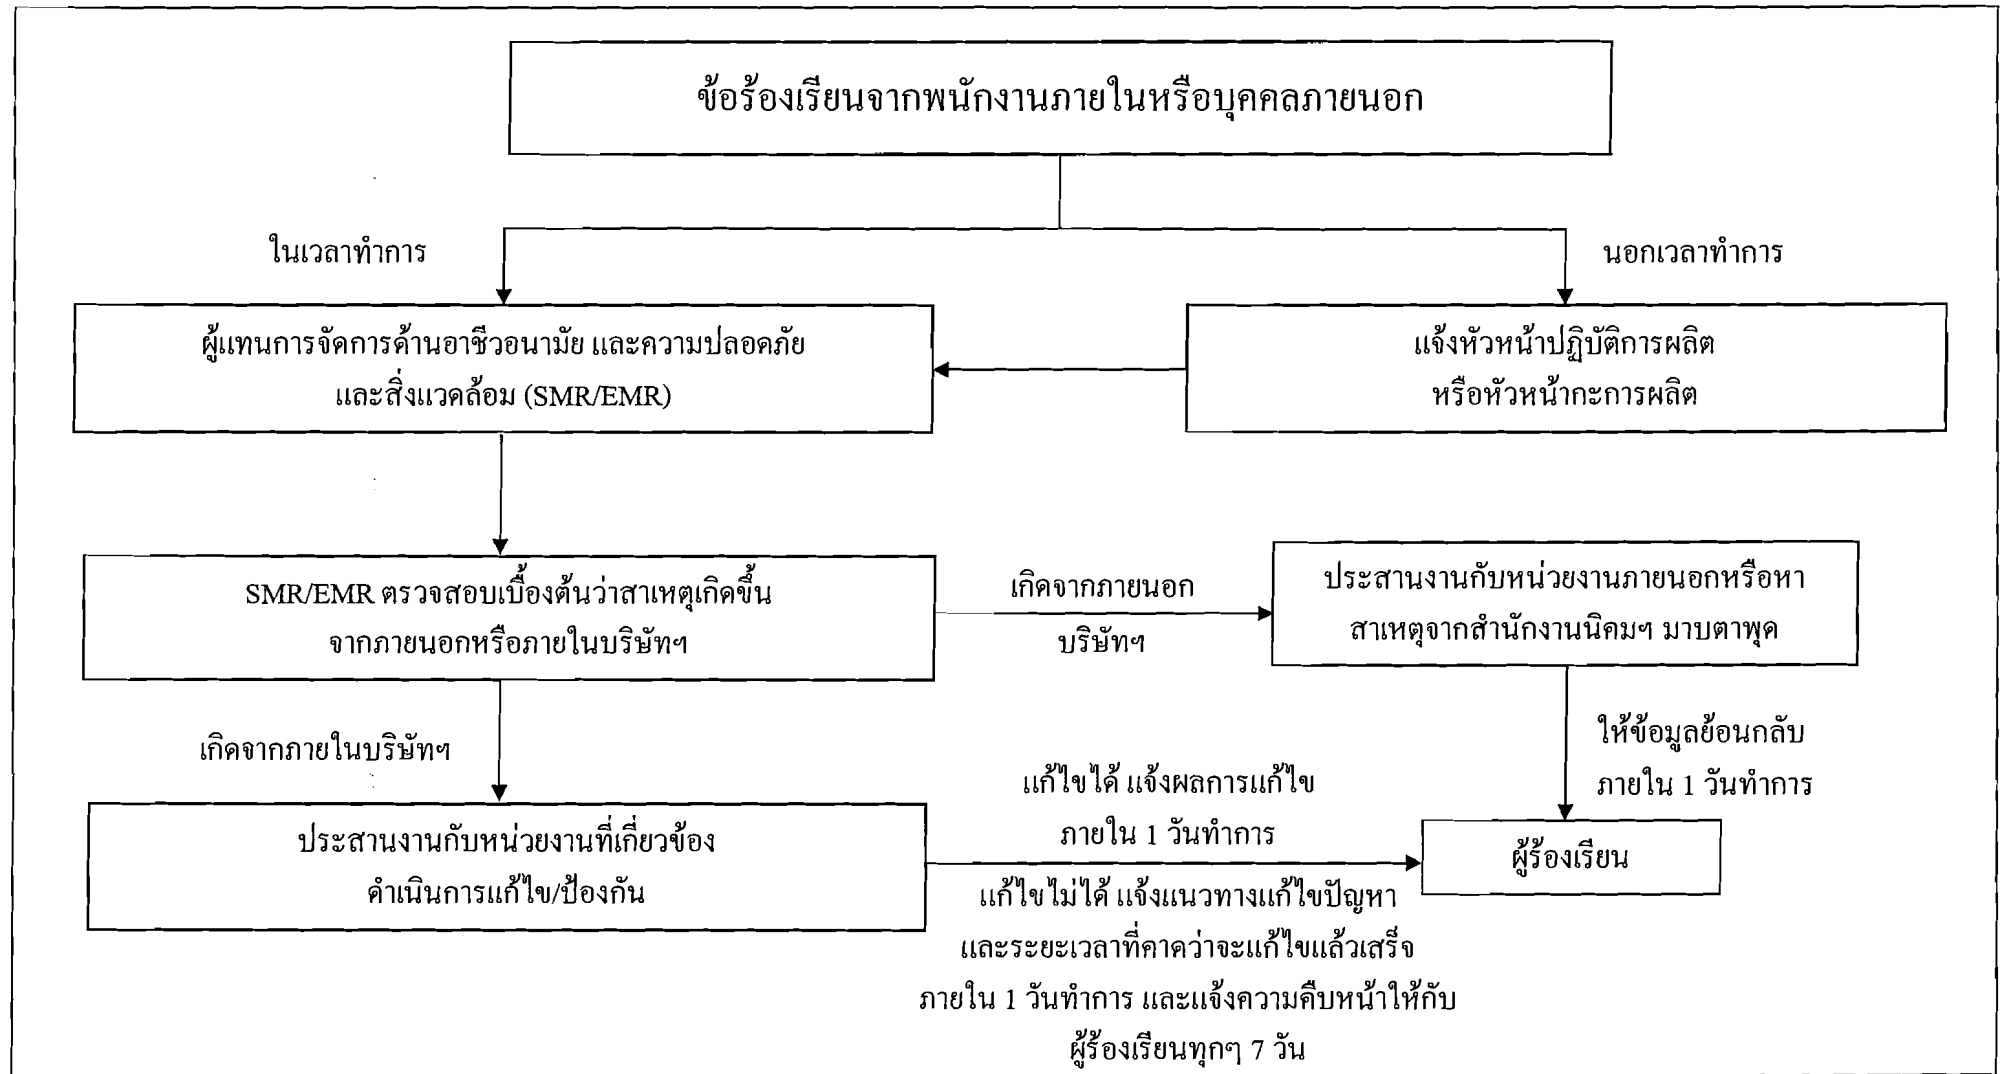 ข้อร้องเรียนจากพนักงานภายในหรือบุคคลภายนอก
ในเวลาทำการ
นอกเวลาทำการ
ผู้แทนการจัดการด้านอาชีวอนามัย และความปลอดภัย
และสิ่งแวดล้อม (SMR/EMR)
แจ้งหัวหน้าปฏิบัติการผลิต
หรือหัวหน้ากะการผลิต
SMR/EMR ตรวจสอบเบื้องต้นว่าสาเหตุเกิดขึ้น
จากภายนอกหรือภายในบริษัทฯ
เกิดจากภายนอก
บริษัทฯ
ประสานงานกับหน่วยงานภายนอกหรือหา
สาเหตุจากสำนักงานนิคมฯ มาบตาพุด
เกิดจากภายในบริษัทฯ
ให้ข้อมูลย้อนกลับ
ภายใน 1 วันทำการ
ประสานงานกับหน่วยงานที่เกี่ยวข้อง
ดำเนินการแก้ไข/ป้องกัน
แก้ไขได้ แจ้งผลการแก้ไข
ภายใน 1 วันทำการ
แก้ไขไม่ได้ แจ้งแนวทางแก้ไขปัญหา
และระยะเวลาที่คาดว่าจะแก้ไขแล้วเสร็จ
ภายใน 1 วันทำการ และแจ้งความคืบหน้าให้กับ
ผู้ร้องเรียนทุกๆ 7 วัน
ผู้ร้องเรียน